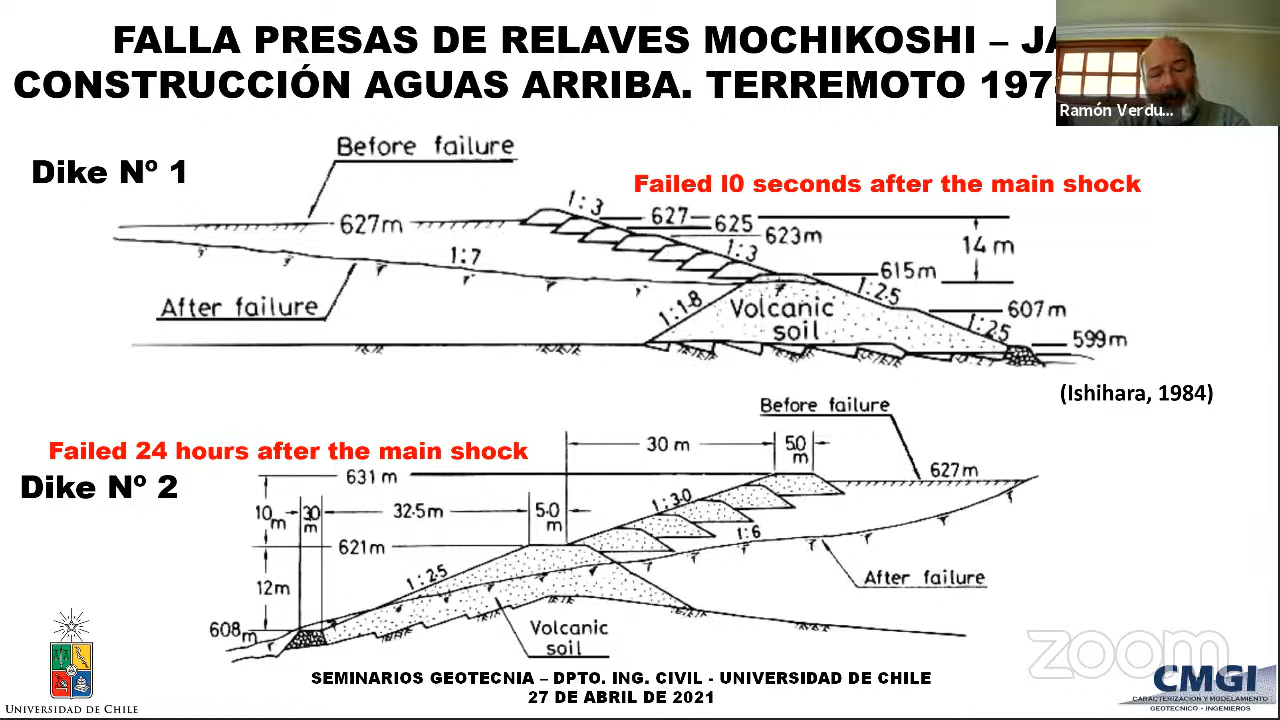 FALLA PRESAS DE RELAVES MOCHIKOSHI – JA
CONSTRUCCIÓN AGUAS ARRIBA. TERREMOTO 197
Ramón Verdu...
Before failure
Dike Nº 1
Failed I0 seconds after the main shock
1:3
627m
627
625
623m
1:3
14 m
1:7
615m
After failure
1:1·8
Volcanic
soil
1:2·5
607m
1:2·5
599m
(Ishihara, 1984)
Before failure
Failed 24 hours after the main shock
Dike Nº 2
30 m
5.0
m
627m
631 m
1:3·0
10m
3.0
m
32·5m
5·0
m
1:6
621m
1:2·5
After failure
12m
608m
Volcanic
soil
zoom
UNIVERSIDAD DE CHILE
SEMINARIOS GEOTECNIA – DPTO. ING. CIVIL - UNIVERSIDAD DE CHILE
27 DE ABRIL DE 2021
CMGI
CARACTERIZACIÓN Y MODELAMIENTO
GEOTECNICO - INGENIEROS